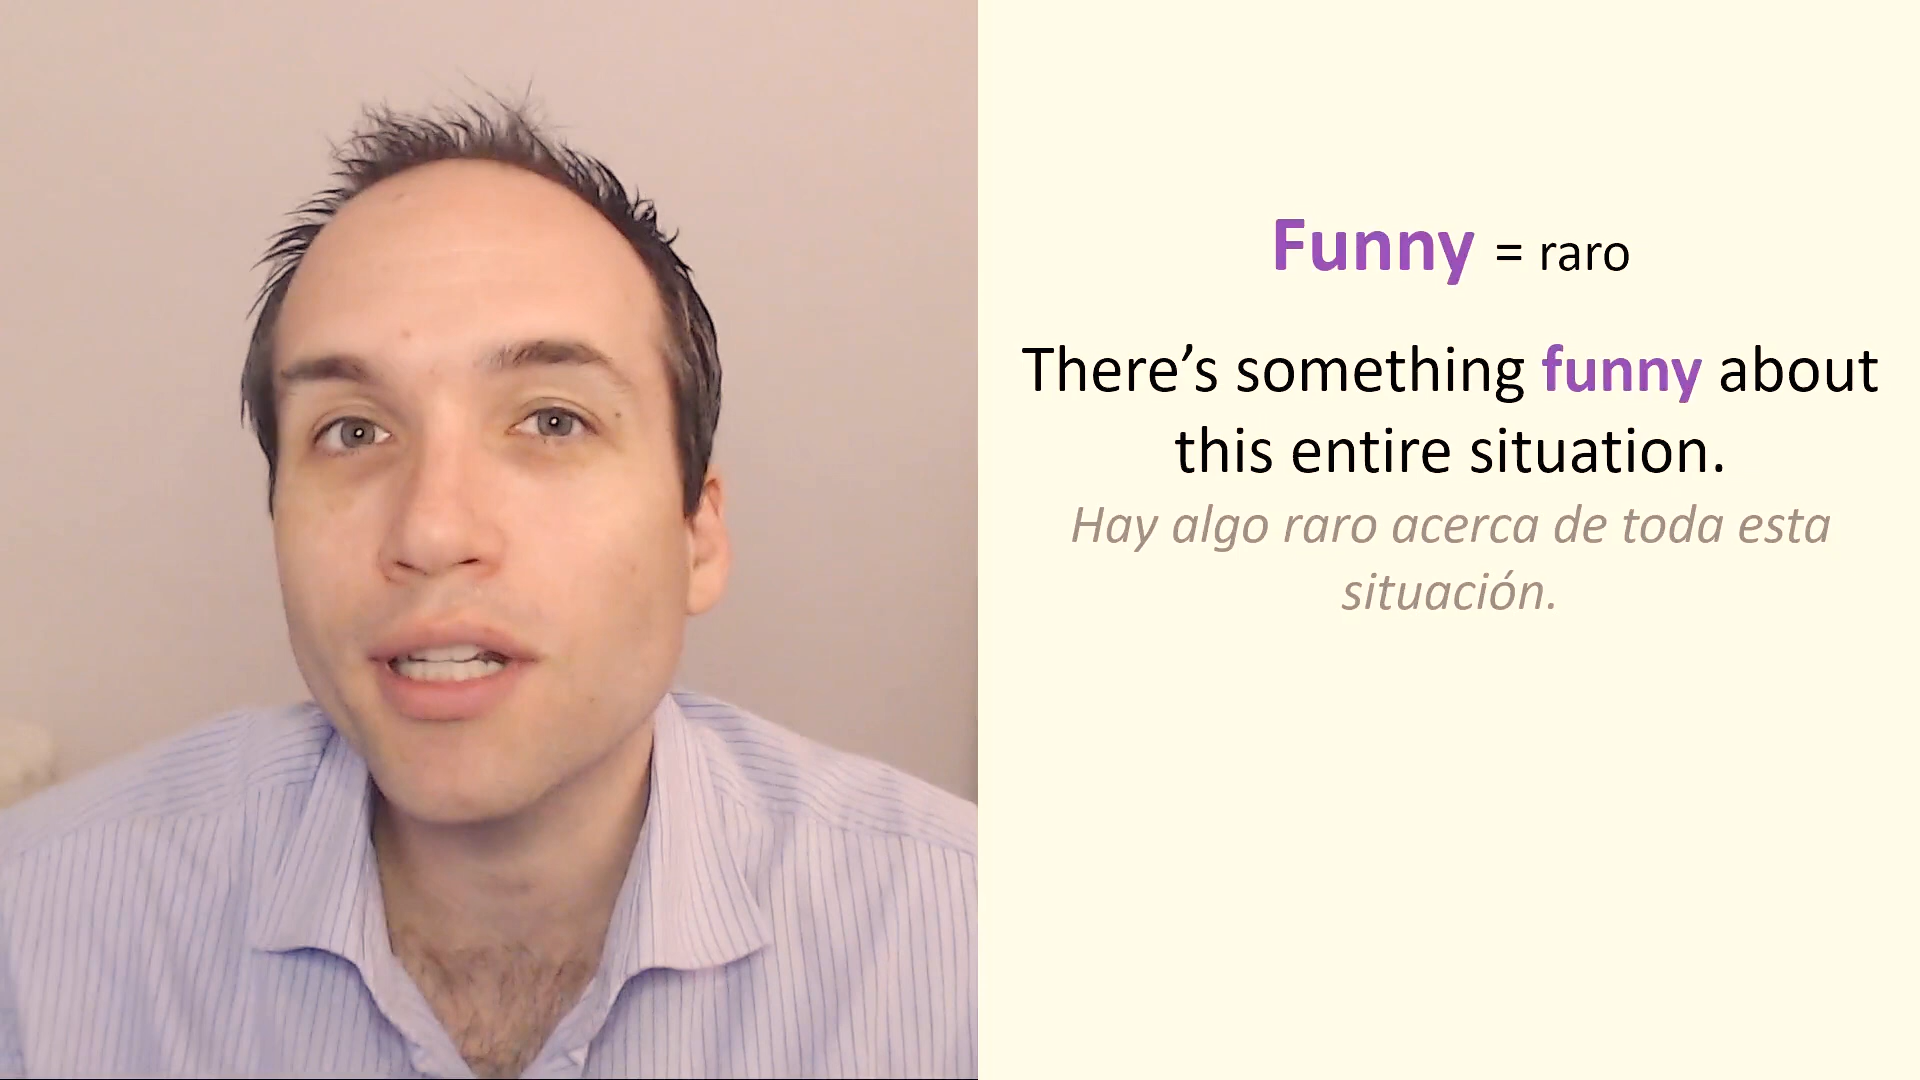 Funny = raro
There’s something funny about
this entire situation.
Hay algo raro acerca de toda esta
situación.